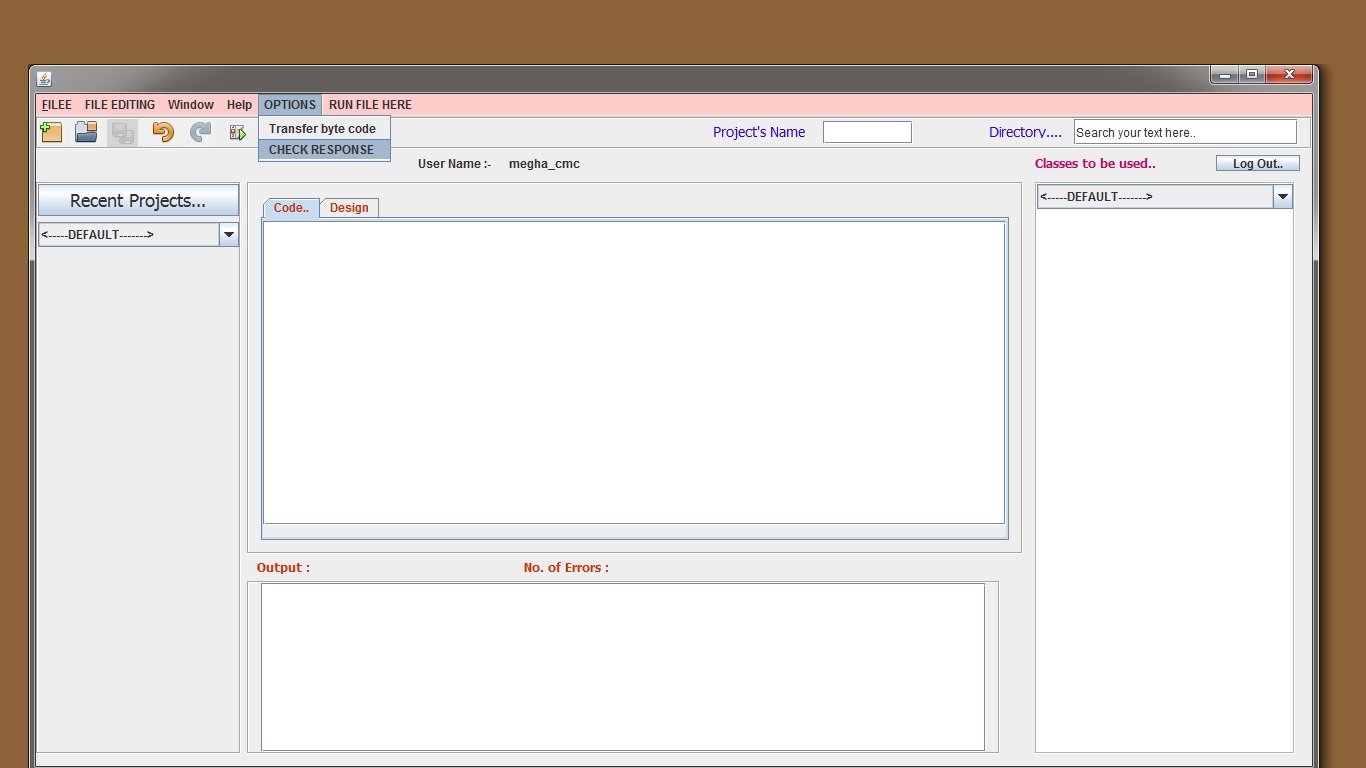 FILEE FILE EDITING Window Help OPTIONS RUN FILE HERE
Transfer byte code
CHECK RESPONSE
Project's Name
Directory.... Search your text here..
User Name :- megha_cmc
Classes to be used.. Log Out..
Recent Projects...
<-----DEFAULT------->
Code.. Design
<-----DEFAULT------->
Output : No. of Errors :